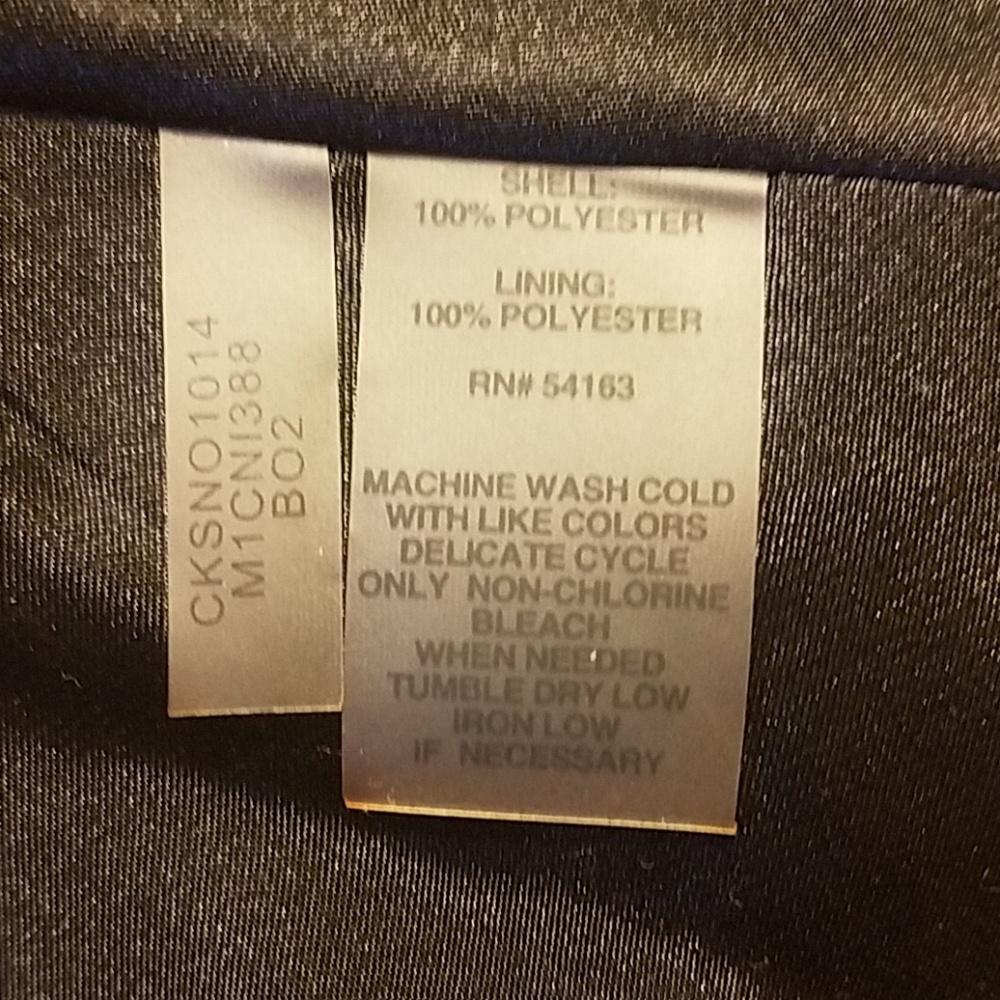 CKSNO1014
M1CNI388
BO2
SHELL:
100% POLYESTER
LINING:
100% POLYESTER
RN# 54163
MACHINE WASH COLD
WITH LIKE COLORS
DELICATE CYCLE
ONLY NON-CHLORINE
BLEACH
WHEN NEEDED
TUMBLE DRY LOW
IRON LOW
IF NECESSARY